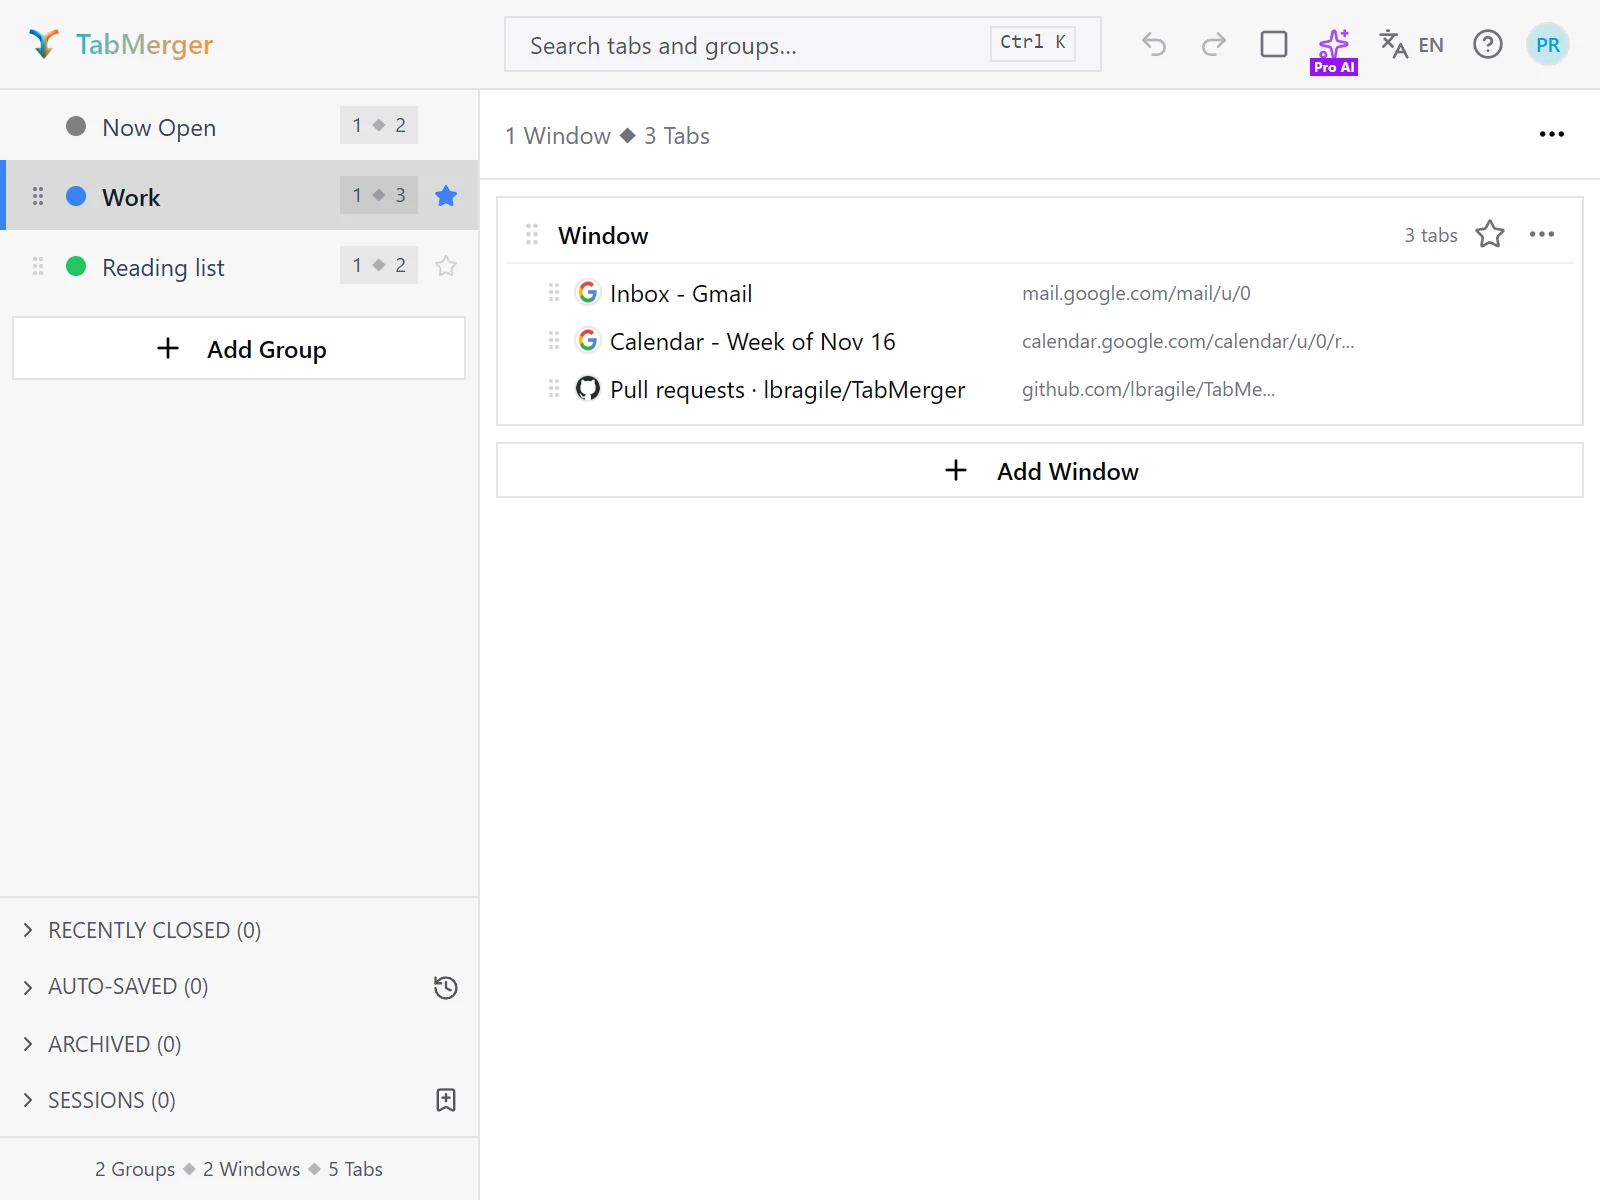 TabMerger
Search tabs and groups...
Ctrl K
Pro AI
EN
PR
Now Open
1 ◆ 2
Work
1 ◆ 3
Reading list
1 ◆ 2
Add Group
RECENTLY CLOSED (0)
AUTO-SAVED (0)
ARCHIVED (0)
SESSIONS (0)
2 Groups ◆ 2 Windows ◆ 5 Tabs
1 Window ◆ 3 Tabs
Window
3 tabs
Inbox - Gmail
mail.google.com/mail/u/0
Calendar - Week of Nov 16
calendar.google.com/calendar/u/0/r...
Pull requests · lbragile/TabMerger
github.com/lbragile/TabMe...
Add Window